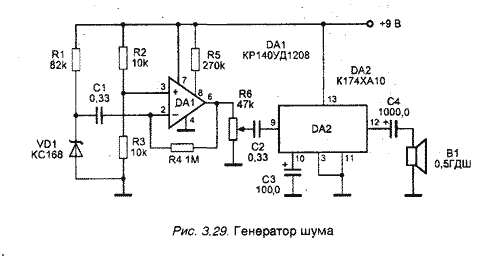 +9 В
R1
82k
R2
10k
R5
270k
DA1
КР140УД1208
DA2
К174ХА10
C1
0,33
3
+
7
8
DA1
6
2
−
4
R6
47k
R3
10k
R4 1M
VD1
КС168
C2
0,33
9
13
DA2
12
10
3
11
C3
100,0
+
C4
1000,0
+
B1
0,5ГДШ
Рис. 3.29. Генератор шума